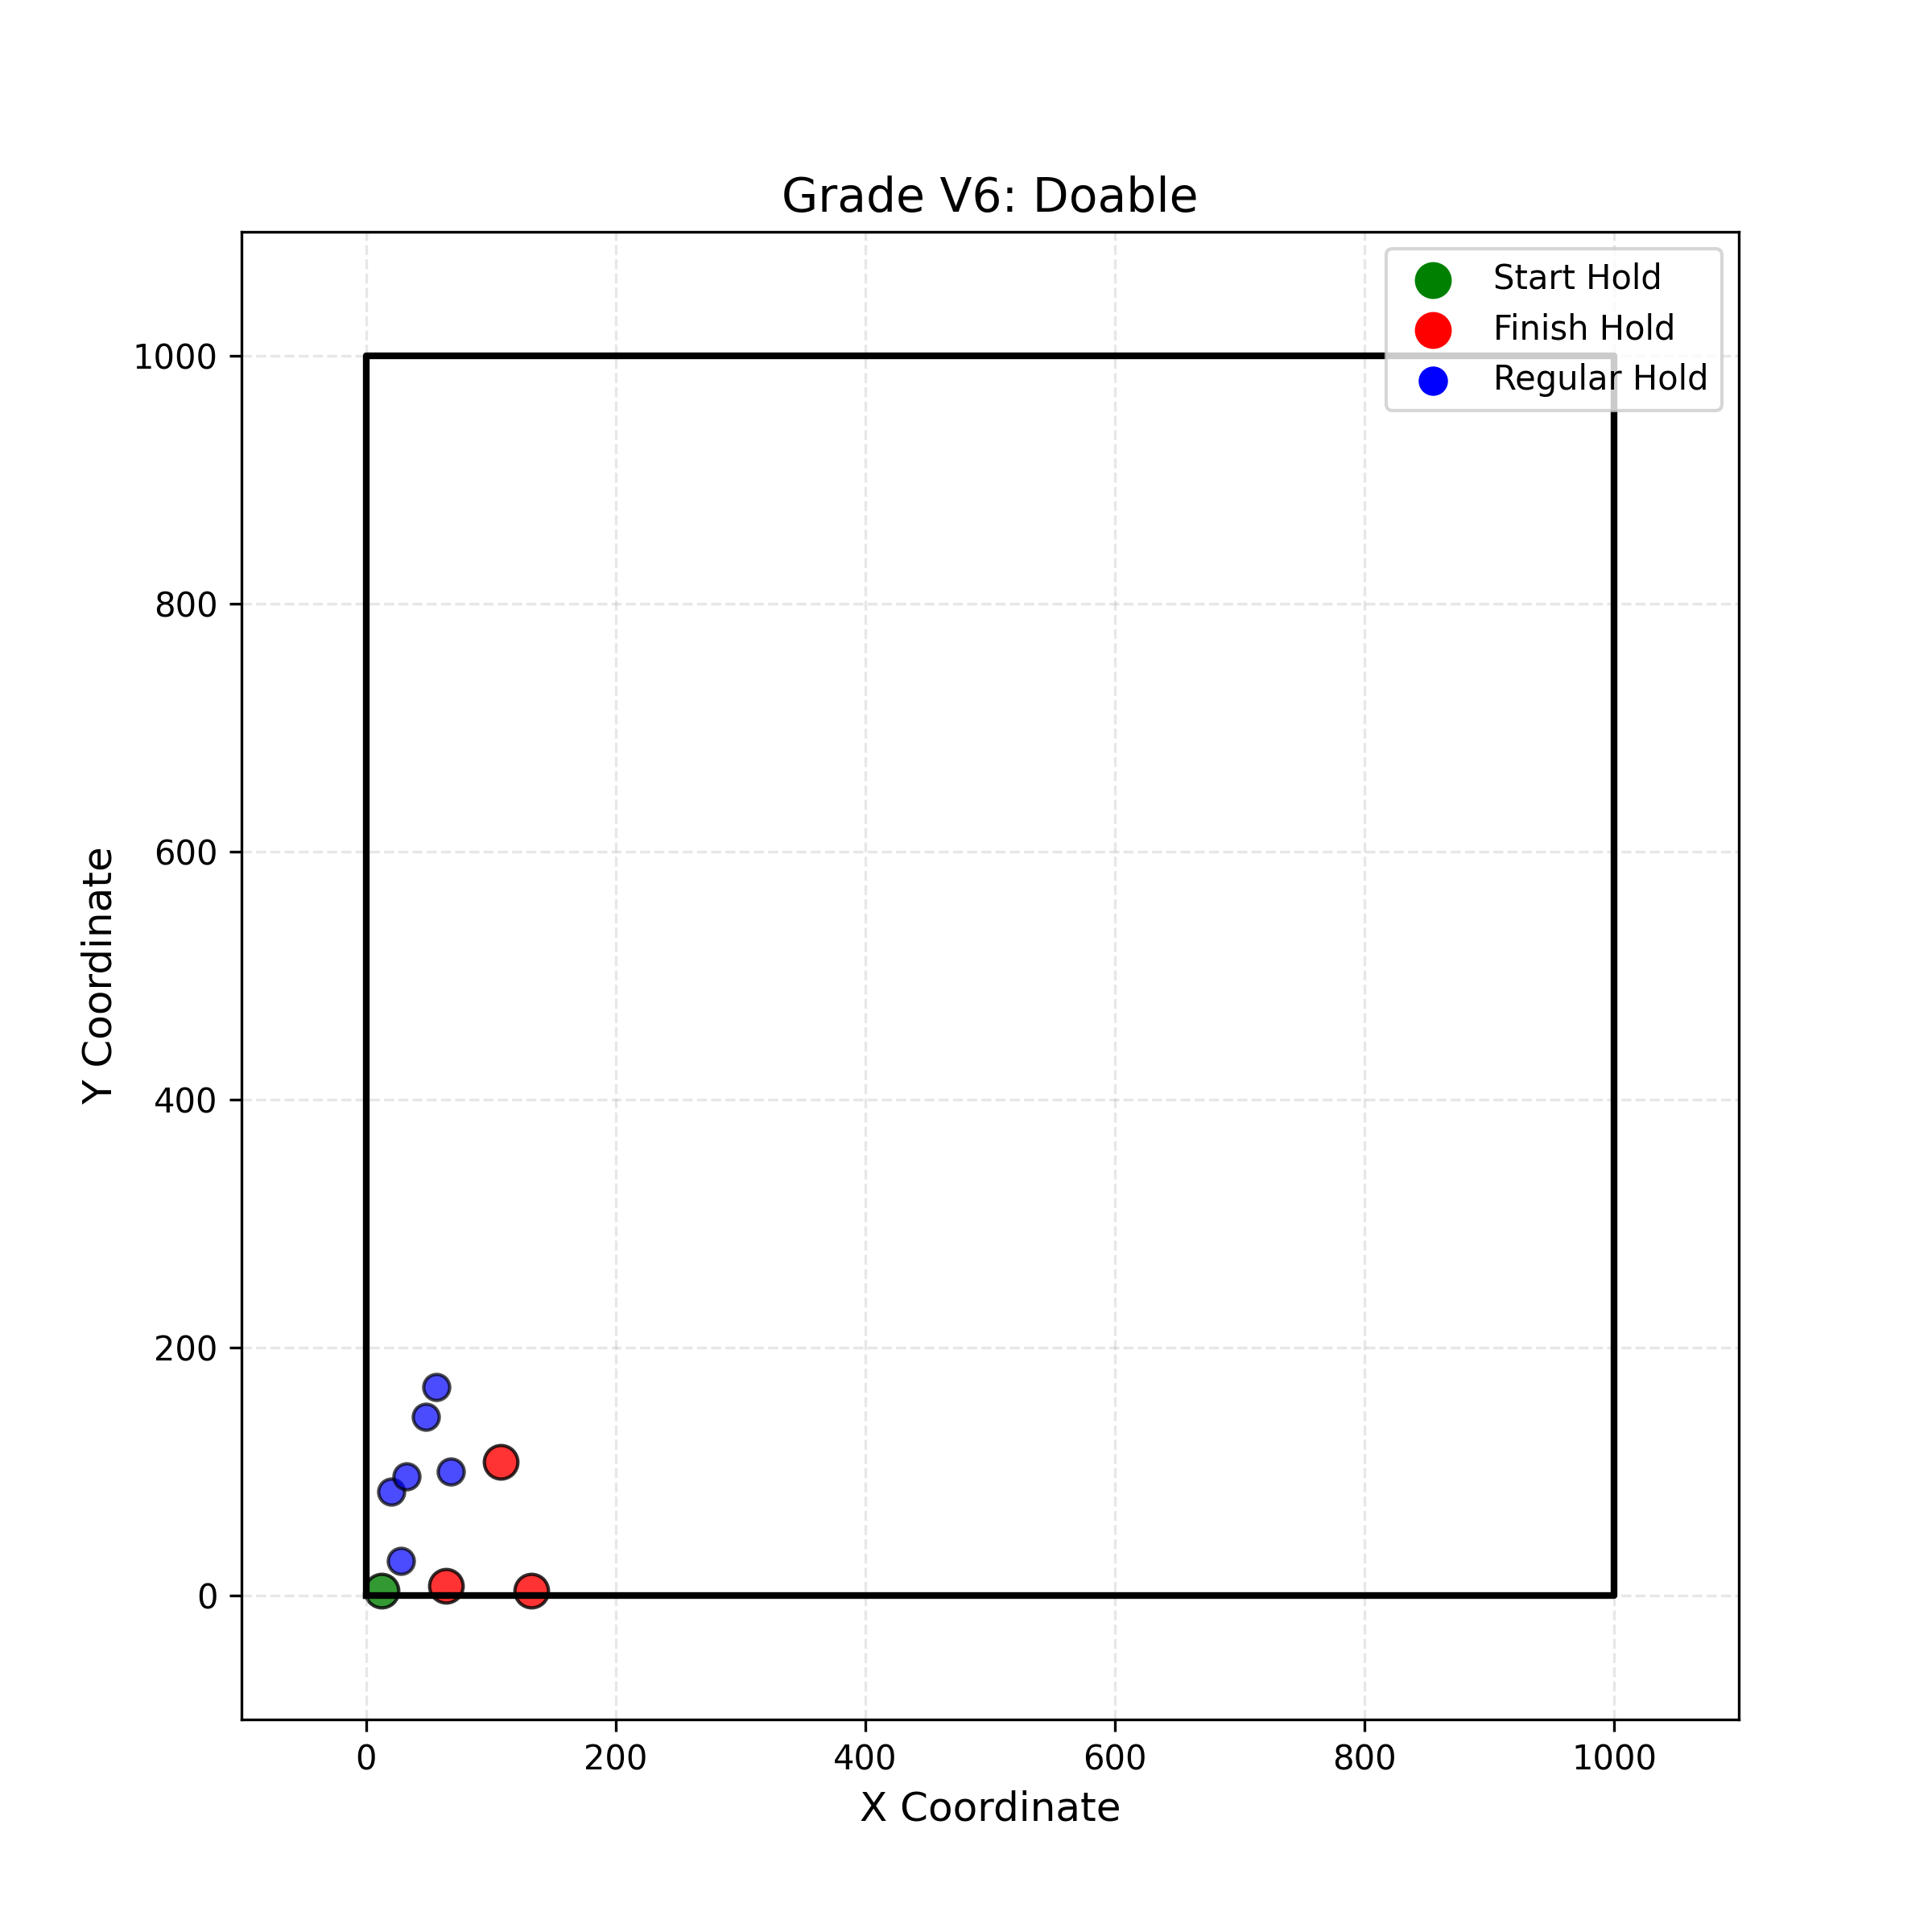 Grade V6: Doable
Start Hold
Finish Hold
Regular Hold
1000
800
600
400
200
0
Y Coordinate
0 200 400 600 800 1000
X Coordinate